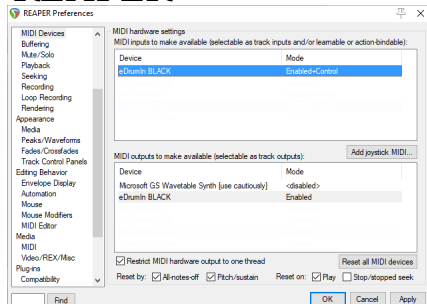 REAPER Preferences
MIDI Devices
Buffering
Mute/Solo
Playback
Seeking
Recording
Loop Recording
Rendering
Appearance
Media
Peaks/Waveforms
Fades/Crossfades
Track Control Panels
Editing Behavior
Envelope Display
Automation
Mouse
Mouse Modifiers
MIDI Editor
Media
MIDI
Video/REX/Misc
Plug-ins
Compatibility
Find
MIDI hardware settings
MIDI inputs to make available (selectable as track inputs and/or learnable or action-bindable):
Device Mode
eDrumIn BLACK Enabled+Control
Add joystick MIDI...
MIDI outputs to make available (selectable as track outputs):
Device Mode
Microsoft GS Wavetable Synth [use cautiously] <disabled>
eDrumIn BLACK Enabled
Restrict MIDI hardware output to one thread Reset all MIDI devices
Reset by: All-notes-off Pitch/sustain Reset on: Play Stop/stopped seek
OK Cancel Apply